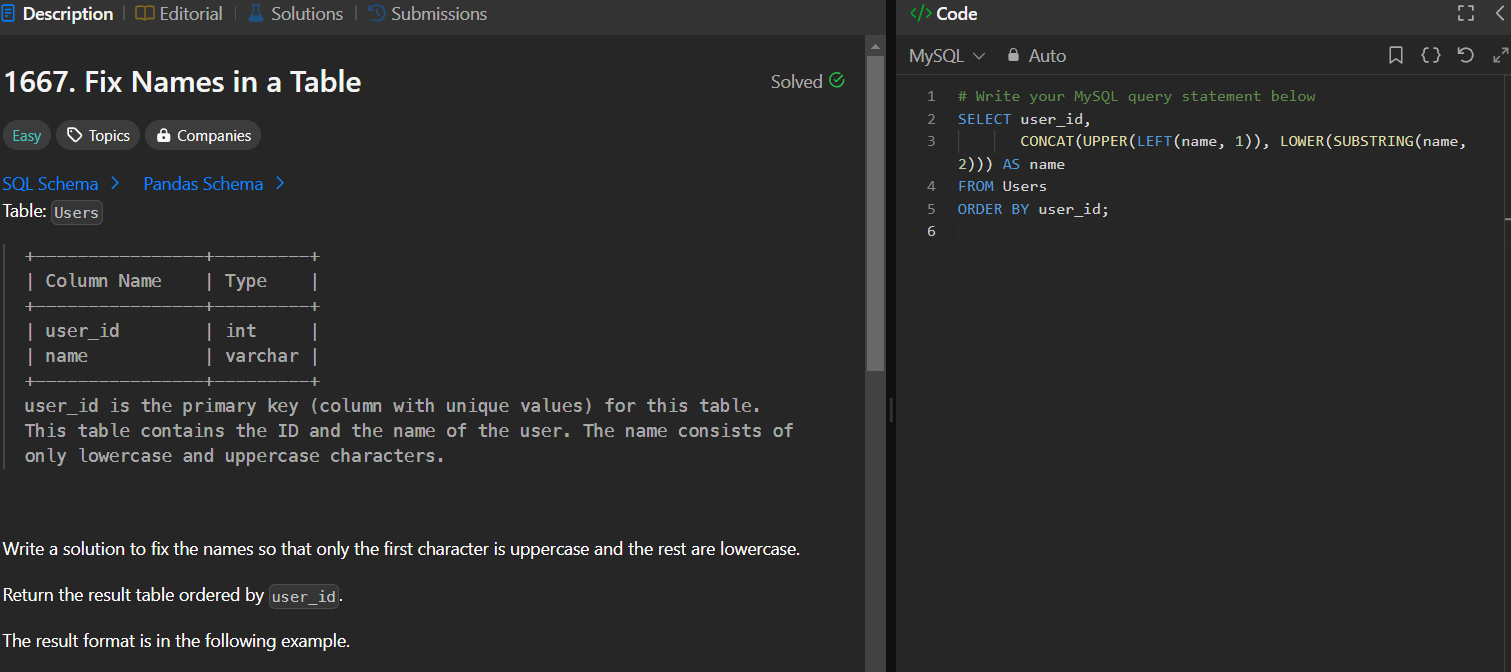 Description | Editorial | Solutions | Submissions
1667. Fix Names in a Table
Solved
Easy Topics Companies
SQL Schema > Pandas Schema >
Table: Users
+----------------+---------+
| Column Name    | Type    |
+----------------+---------+
| user_id        | int     |
| name           | varchar |
+----------------+---------+
user_id is the primary key (column with unique values) for this table.
This table contains the ID and the name of the user. The name consists of
only lowercase and uppercase characters.
Write a solution to fix the names so that only the first character is uppercase and the rest are lowercase.
Return the result table ordered by user_id.
The result format is in the following example.
</> Code
MySQL Auto
1 # Write your MySQL query statement below
2 SELECT user_id,
3 CONCAT(UPPER(LEFT(name, 1)), LOWER(SUBSTRING(name,
2))) AS name
4 FROM Users
5 ORDER BY user_id;
6